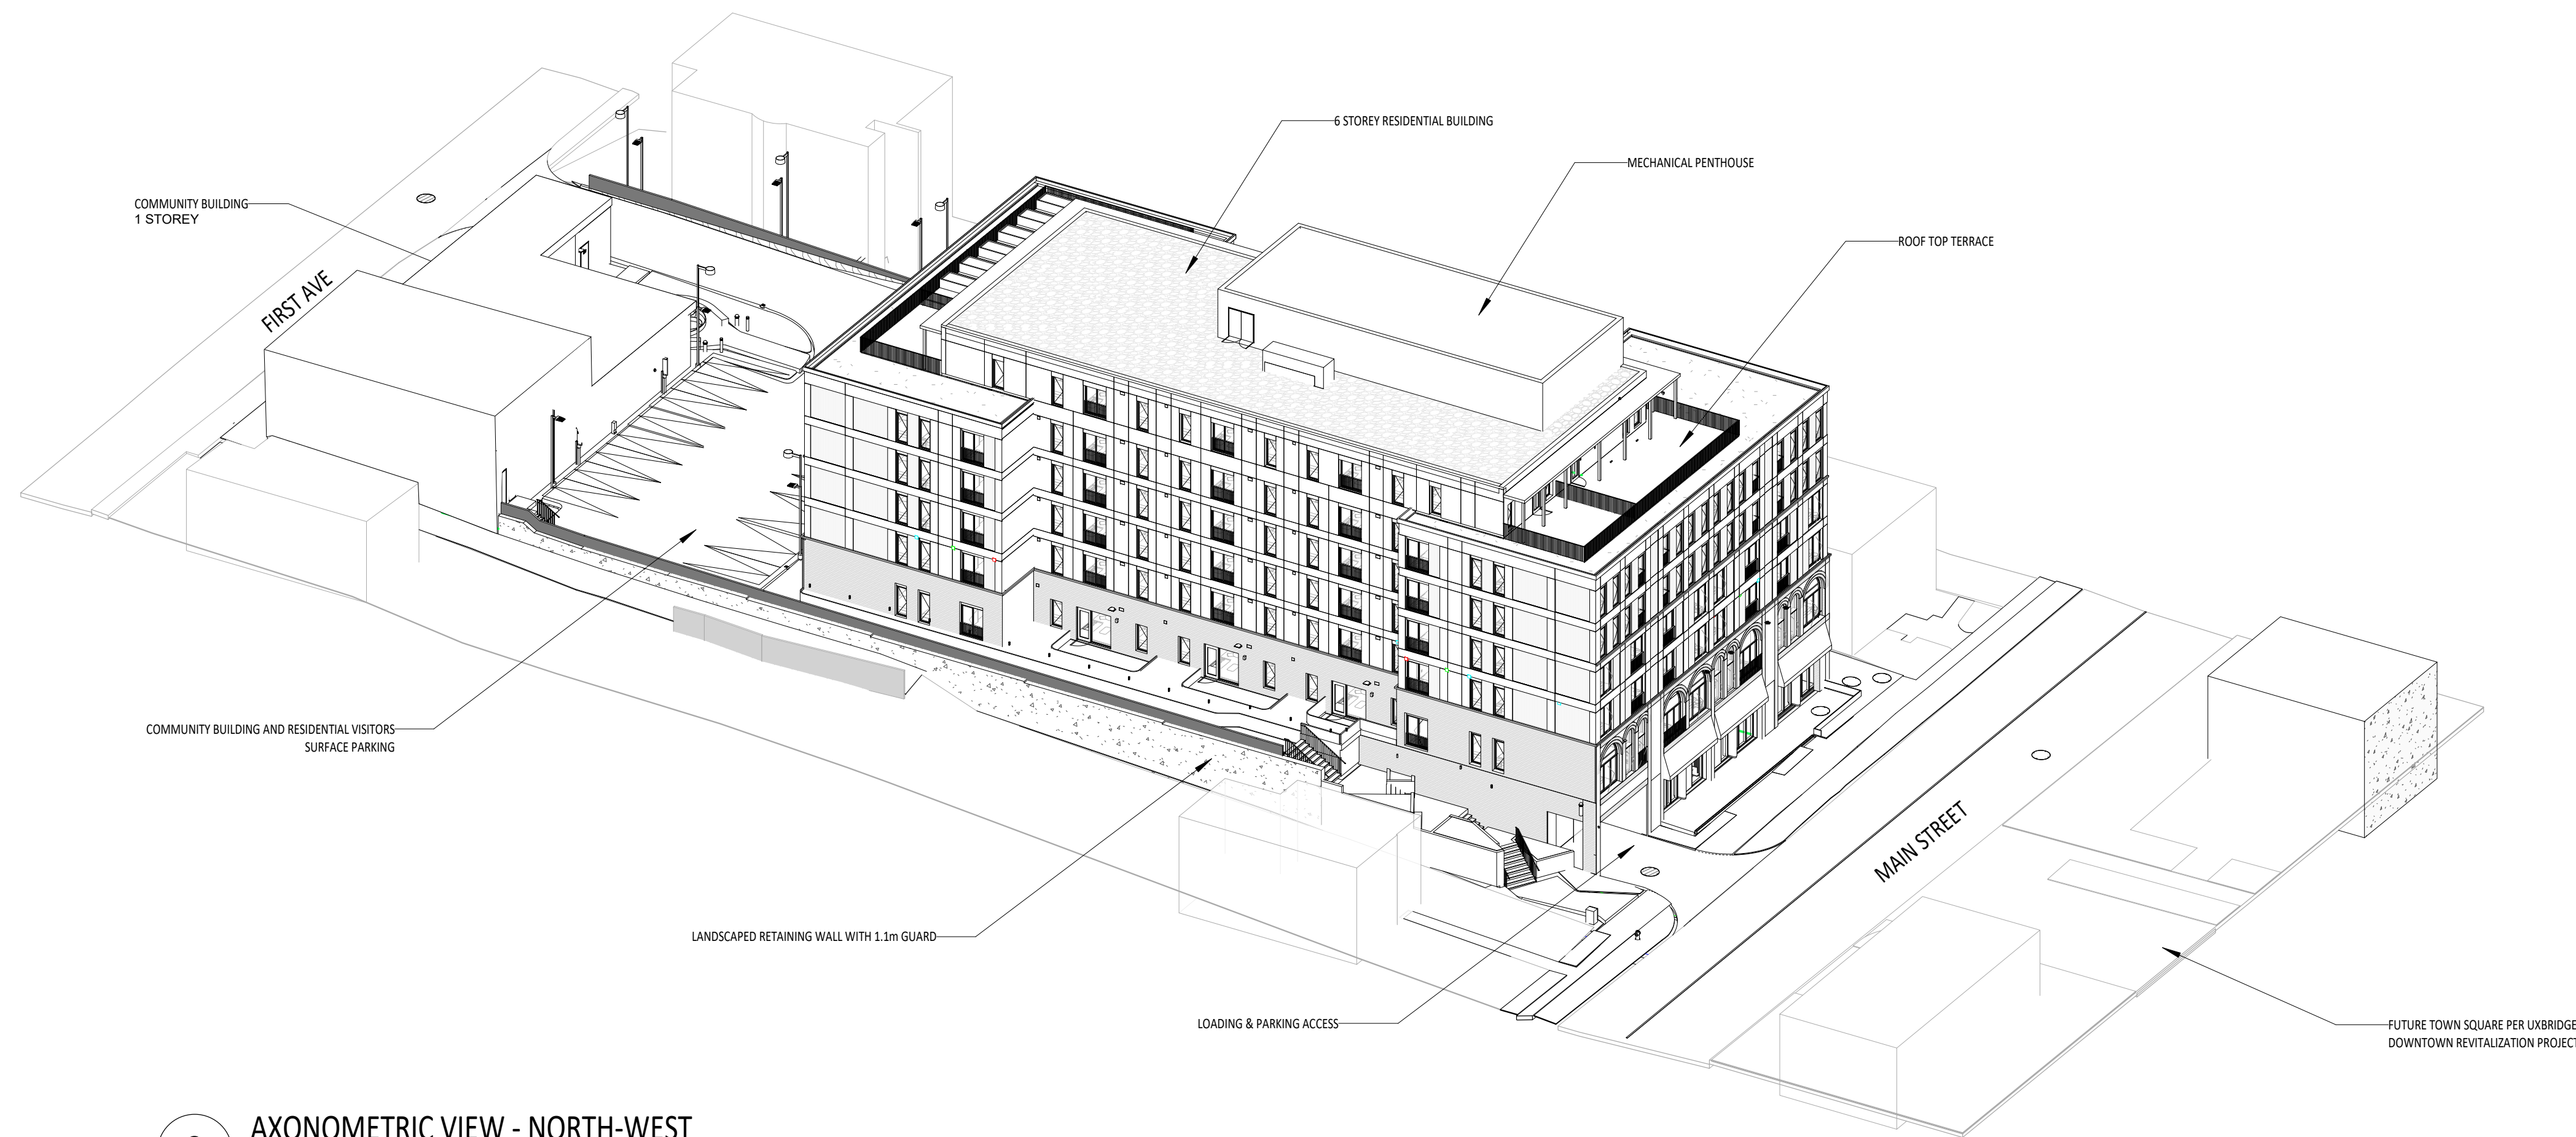 6 STOREY RESIDENTIAL BUILDING
MECHANICAL PENTHOUSE
COMMUNITY BUILDING
1 STOREY
ROOF TOP TERRACE
FIRST AVE
COMMUNITY BUILDING AND RESIDENTIAL VISITORS
SURFACE PARKING
MAIN STREET
LANDSCAPED RETAINING WALL WITH 1.1m GUARD
LOADING & PARKING ACCESS
FUTURE TOWN SQUARE PER UXBRIDGE
DOWNTOWN REVITALIZATION PROJECT
AXONOMETRIC VIEW - NORTH-WEST